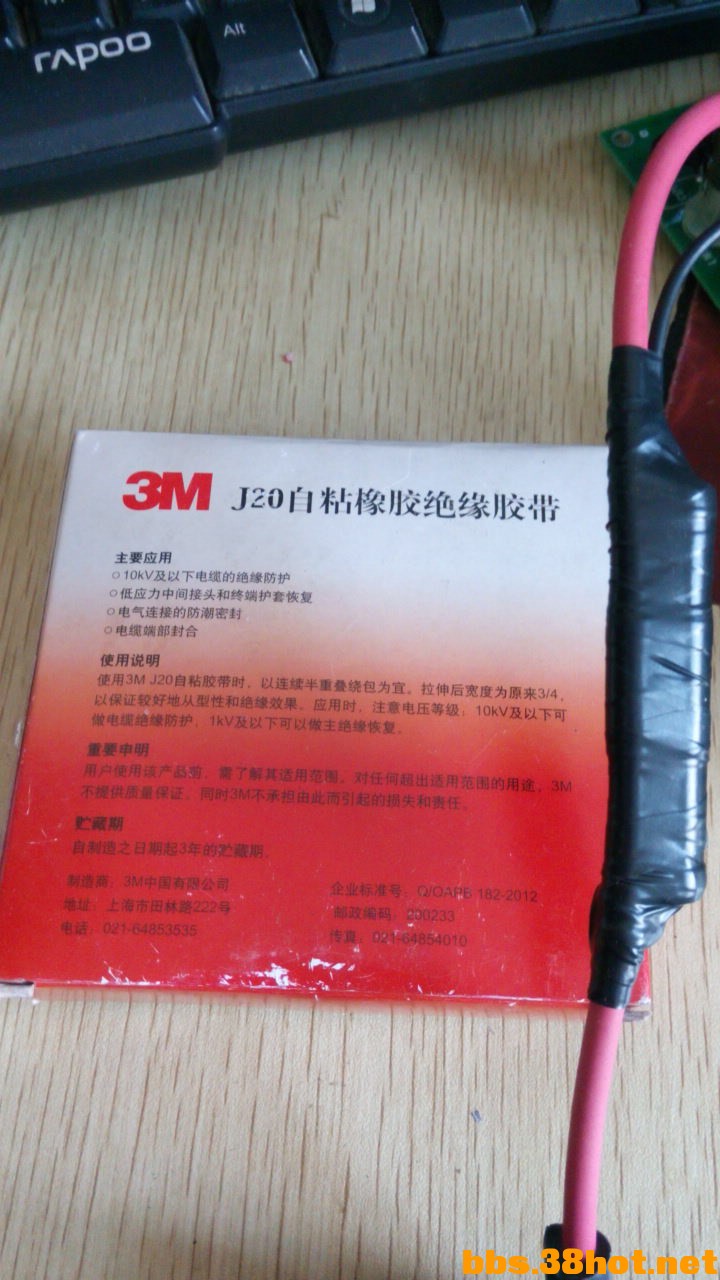 rapoo
Alt
3M J20自粘橡胶绝缘胶带
主要应用
○10kV及以下电缆的绝缘防护
○低应力中间接头和终端护套恢复
○电气连接的防潮密封
○电缆端部封合
使用说明
使用3M J20自粘胶带时，以连续半重叠绕包为宜。拉伸后宽度为原来3/4，
以保证较好地从型性和绝缘效果。应用时，注意电压等级，10kV及以下可
做电缆绝缘防护，1kV及以下可以做主绝缘恢复。
重要申明
用户使用该产品前，需了解其适用范围。对任何超出适用范围的用途，3M
不提供质量保证，同时3M不承担由此而引起的损失和责任。
贮藏期
自制造之日期起3年的贮藏期。
制造商：3M中国有限公司
地址：上海市田林路222号
电话：021-64853535
企业标准号：Q/OAPB 182-2012
邮政编码：200233
传真：021-64854010
bbs.38hot.net